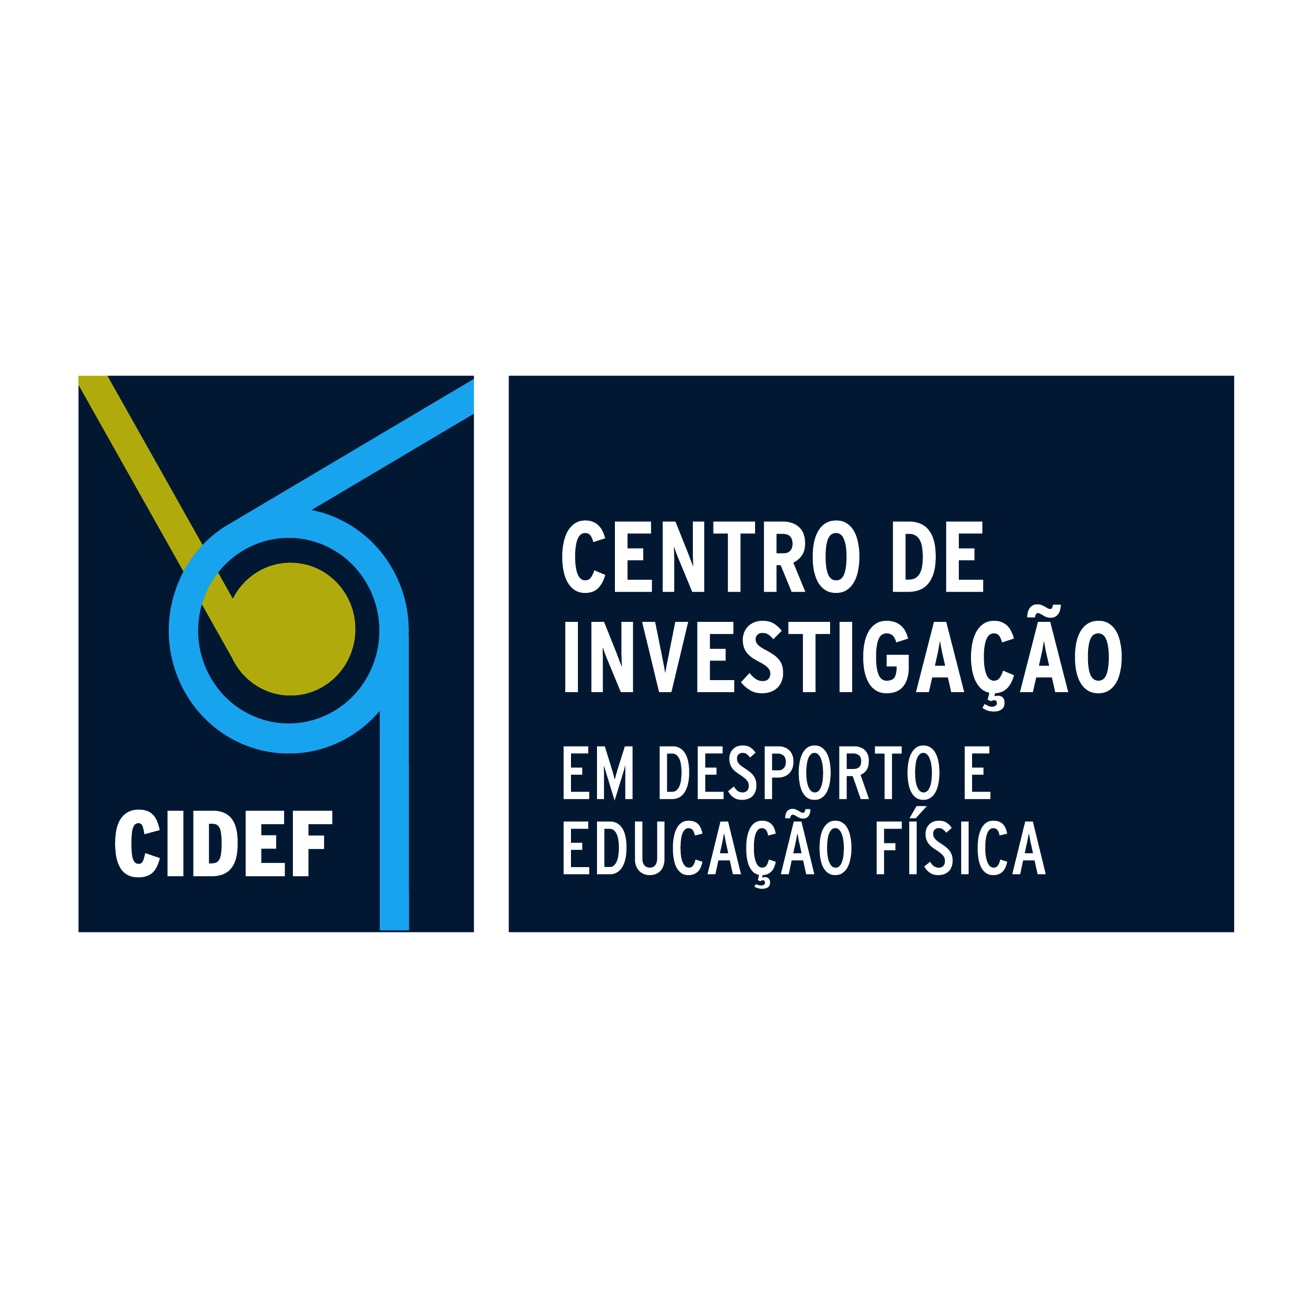 CIDEF
CENTRO DE
INVESTIGAÇÃO
EM DESPORTO E
EDUCAÇÃO FÍSICA